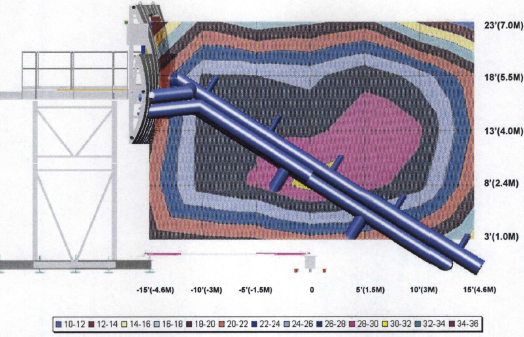 23'(7.0M)
18'(5.5M)
13'(4.0M)
8'(2.4M)
3'(1.0M)
-15'(-4.6M) -10'(-3M) -5'(-1.5M) 0 5'(1.5M) 10'(3M) 15'(4.6M)
10-12 12-14 14-16 16-18 18-20 20-22 22-24 24-26 26-28 28-30 30-32 32-34 34-36